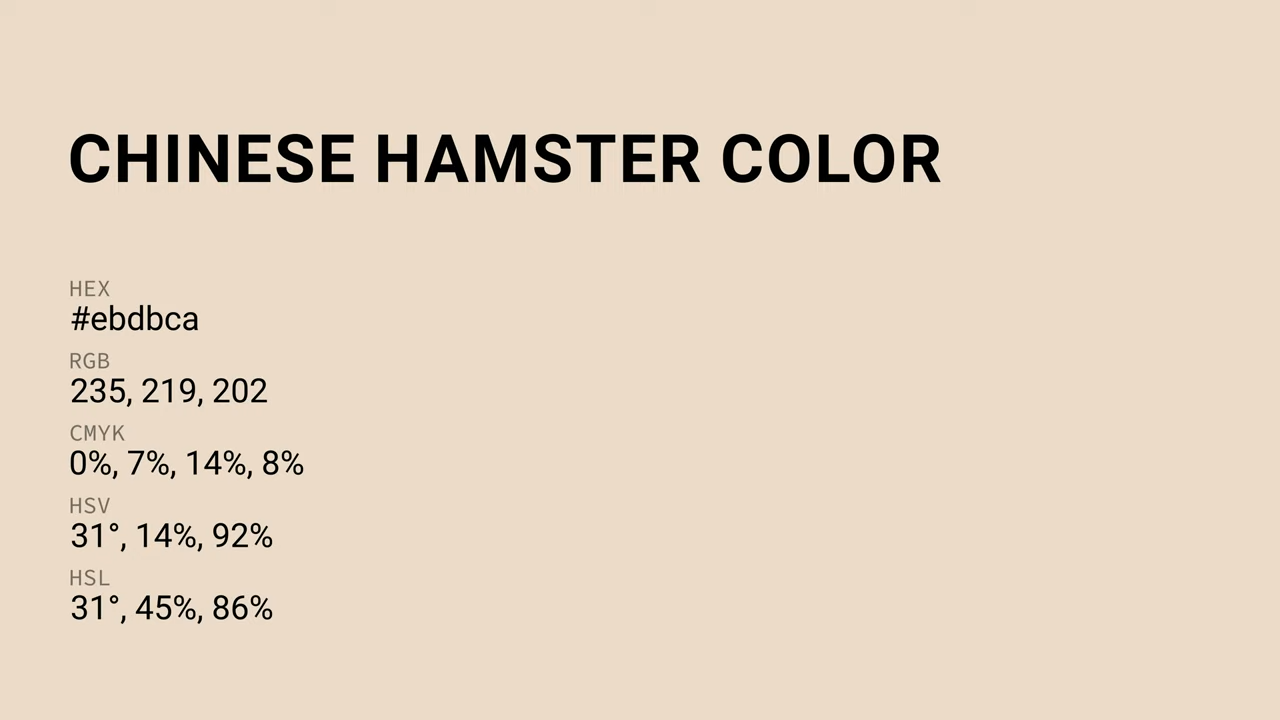 CHINESE HAMSTER COLOR
HEX
#ebdbca
RGB
235, 219, 202
CMYK
0%, 7%, 14%, 8%
HSV
31°, 14%, 92%
HSL
31°, 45%, 86%